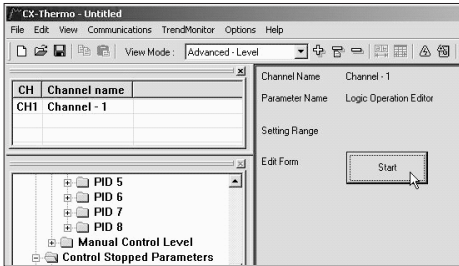 CX-Thermo - Untitled
File Edit View Communications TrendMonitor Options Help
View Mode : Advanced - Level
CH Channel name
CH1 Channel - 1
Channel Name Channel - 1
Parameter Name Logic Operation Editor
Setting Range
Edit Form Start
PID 5
PID 6
PID 7
PID 8
Manual Control Level
Control Stopped Parameters